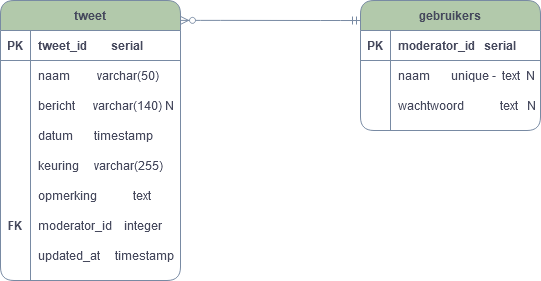 tweet
PK tweet_id serial
naam varchar(50)
bericht varchar(140) N
datum timestamp
keuring varchar(255)
opmerking text
FK moderator_id integer
updated_at timestamp
gebruikers
PK moderator_id serial
naam unique - text N
wachtwoord text N